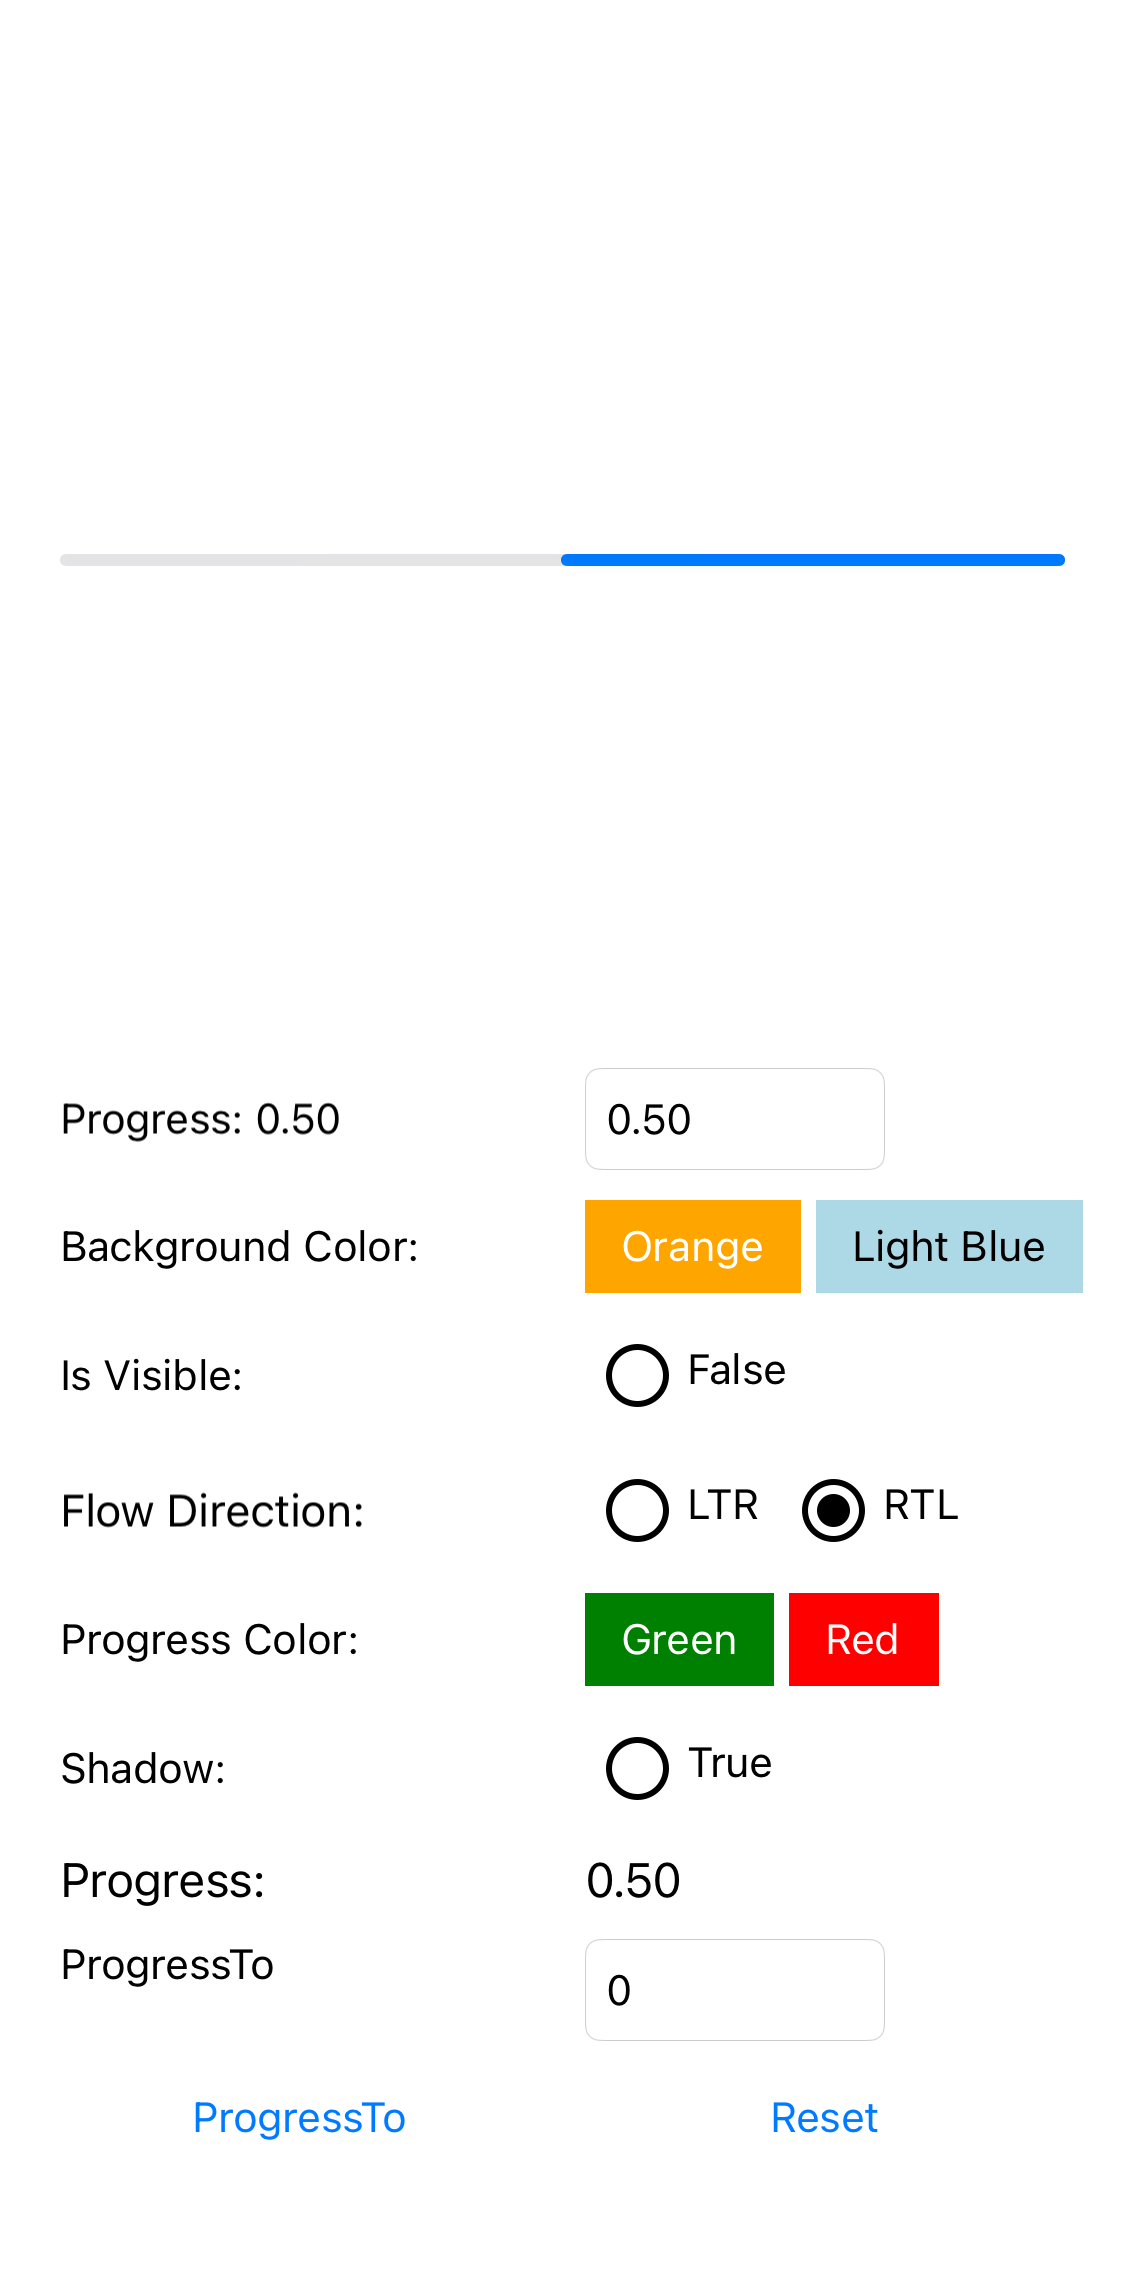 Progress: 0.50 0.50
Background Color: Orange Light Blue
Is Visible: False
Flow Direction: LTR RTL
Progress Color: Green Red
Shadow: True
Progress: 0.50
ProgressTo 0
ProgressTo Reset